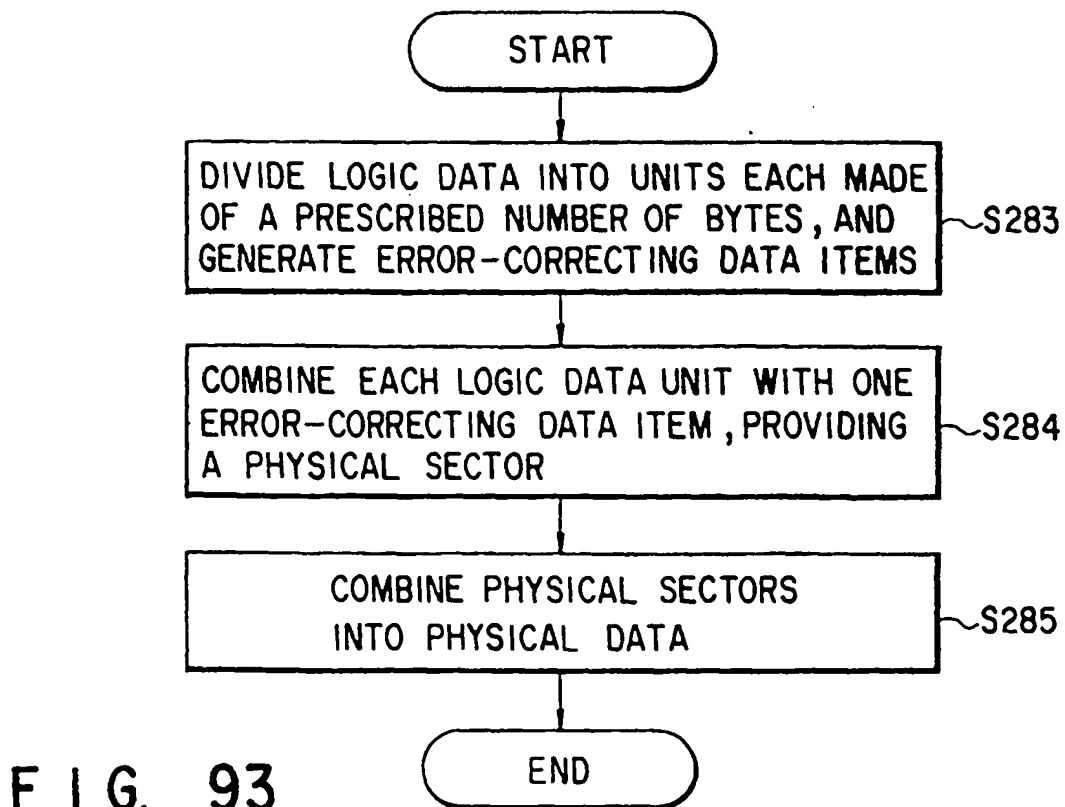 START
DIVIDE LOGIC DATA INTO UNITS EACH MADE
OF A PRESCRIBED NUMBER OF BYTES, AND
GENERATE ERROR-CORRECTING DATA ITEMS
S283
COMBINE EACH LOGIC DATA UNIT WITH ONE
ERROR-CORRECTING DATA ITEM, PROVIDING
A PHYSICAL SECTOR
S284
COMBINE PHYSICAL SECTORS
INTO PHYSICAL DATA
S285
END
FIG. 93